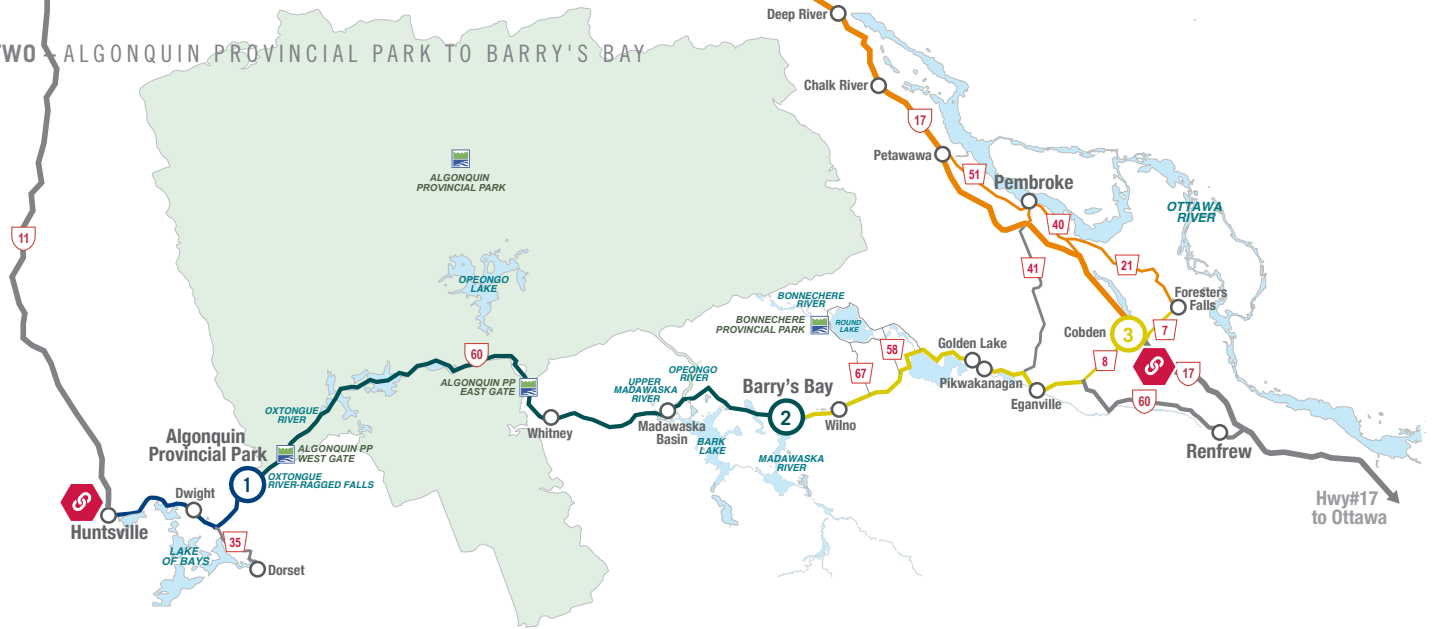 Deep River
TWO – ALGONQUIN PROVINCIAL PARK TO BARRY'S BAY
Chalk River
17
Petawawa
51
ALGONQUIN
PROVINCIAL PARK
Pembroke
OTTAWA
RIVER
40
11
41
21
OPEONGO
LAKE
BONNECHERE
RIVER
Foresters
Falls
BONNECHERE
PROVINCIAL PARK
ROUND
LAKE
Cobden
3
7
58
Golden Lake
60
8
67
17
ALGONQUIN PP
EAST GATE
OPEONGO
RIVER
UPPER
MADAWASKA
RIVER
Barry's Bay
Pikwakanagan
Eganville
60
OXTONGUE
RIVER
2
Wilno
Whitney
Madawaska
Basin
BARK
LAKE
Renfrew
Algonquin
Provincial Park
ALGONQUIN PP
WEST GATE
MADAWASKA
RIVER
1
OXTONGUE
RIVER-RAGGED FALLS
Dwight
Huntsville
Hwy#17
to Ottawa
35
LAKE
OF BAYS
Dorset